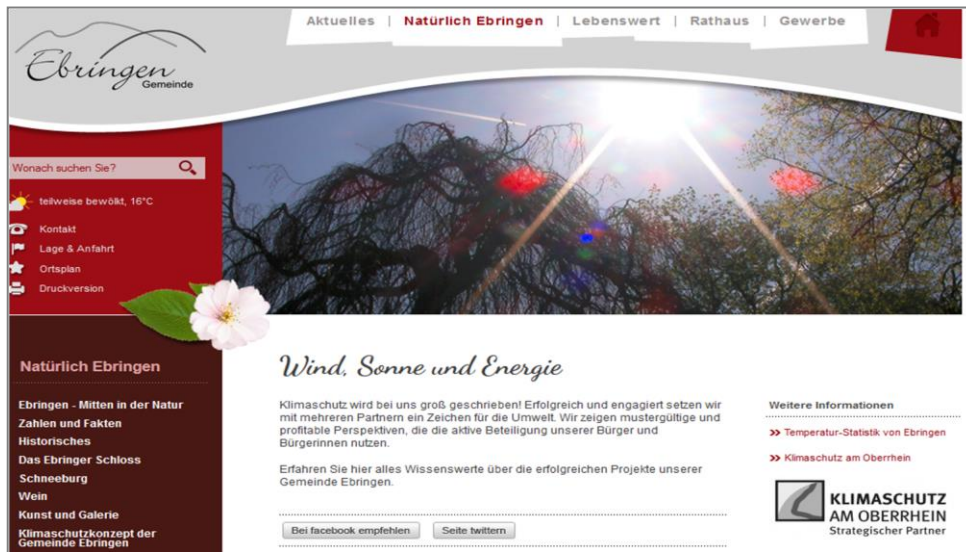 Aktuelles | Natürlich Ebringen | Lebenswert | Rathaus | Gewerbe
Ebringen
Gemeinde
Wonach suchen Sie?
teilweise bewölkt, 16°C
Kontakt
Lage & Anfahrt
Ortsplan
Druckversion
Natürlich Ebringen
Ebringen - Mitten in der Natur
Zahlen und Fakten
Historisches
Das Ebringer Schloss
Schneeburg
Wein
Kunst und Galerie
Klimaschutzkonzept der
Gemeinde Ebringen
Wind, Sonne und Energie
Klimaschutz wird bei uns groß geschrieben! Erfolgreich und engagiert setzen wir
mit mehreren Partnern ein Zeichen für die Umwelt. Wir zeigen mustergültige und
profitable Perspektiven, die die aktive Beteiligung unserer Bürger und
Bürgerinnen nutzen.
Erfahren Sie hier alles Wissenswerte über die erfolgreichen Projekte unserer
Gemeinde Ebringen.
Bei facebook empfehlen
Seite twittern
Weitere Informationen
>> Temperatur-Statistik von Ebringen
>> Klimaschutz am Oberrhein
KLIMASCHUTZ
AM OBERRHEIN
Strategischer Partner